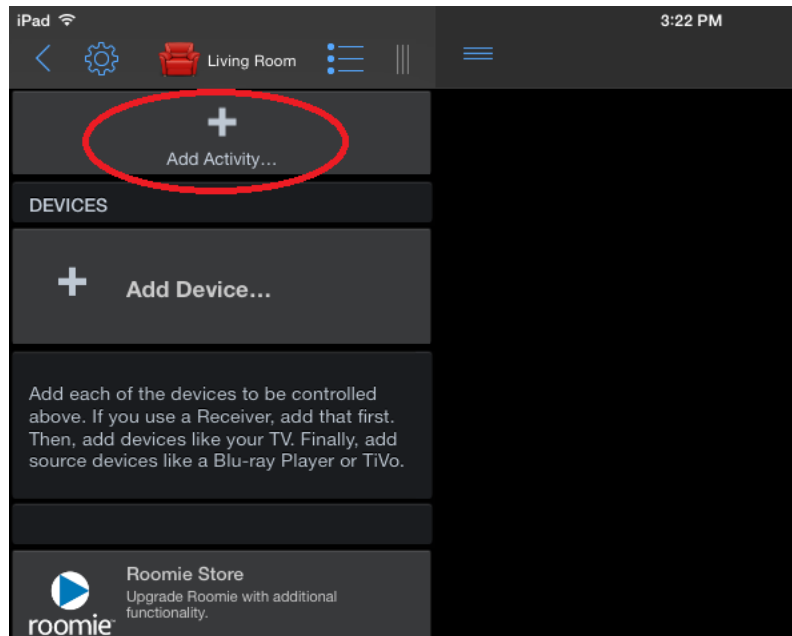 iPad 3:22 PM
Living Room
Add Activity...
DEVICES
Add Device...
Add each of the devices to be controlled
above. If you use a Receiver, add that first.
Then, add devices like your TV. Finally, add
source devices like a Blu-ray Player or TiVo.
Roomie Store
Upgrade Roomie with additional
functionality.
roomie™